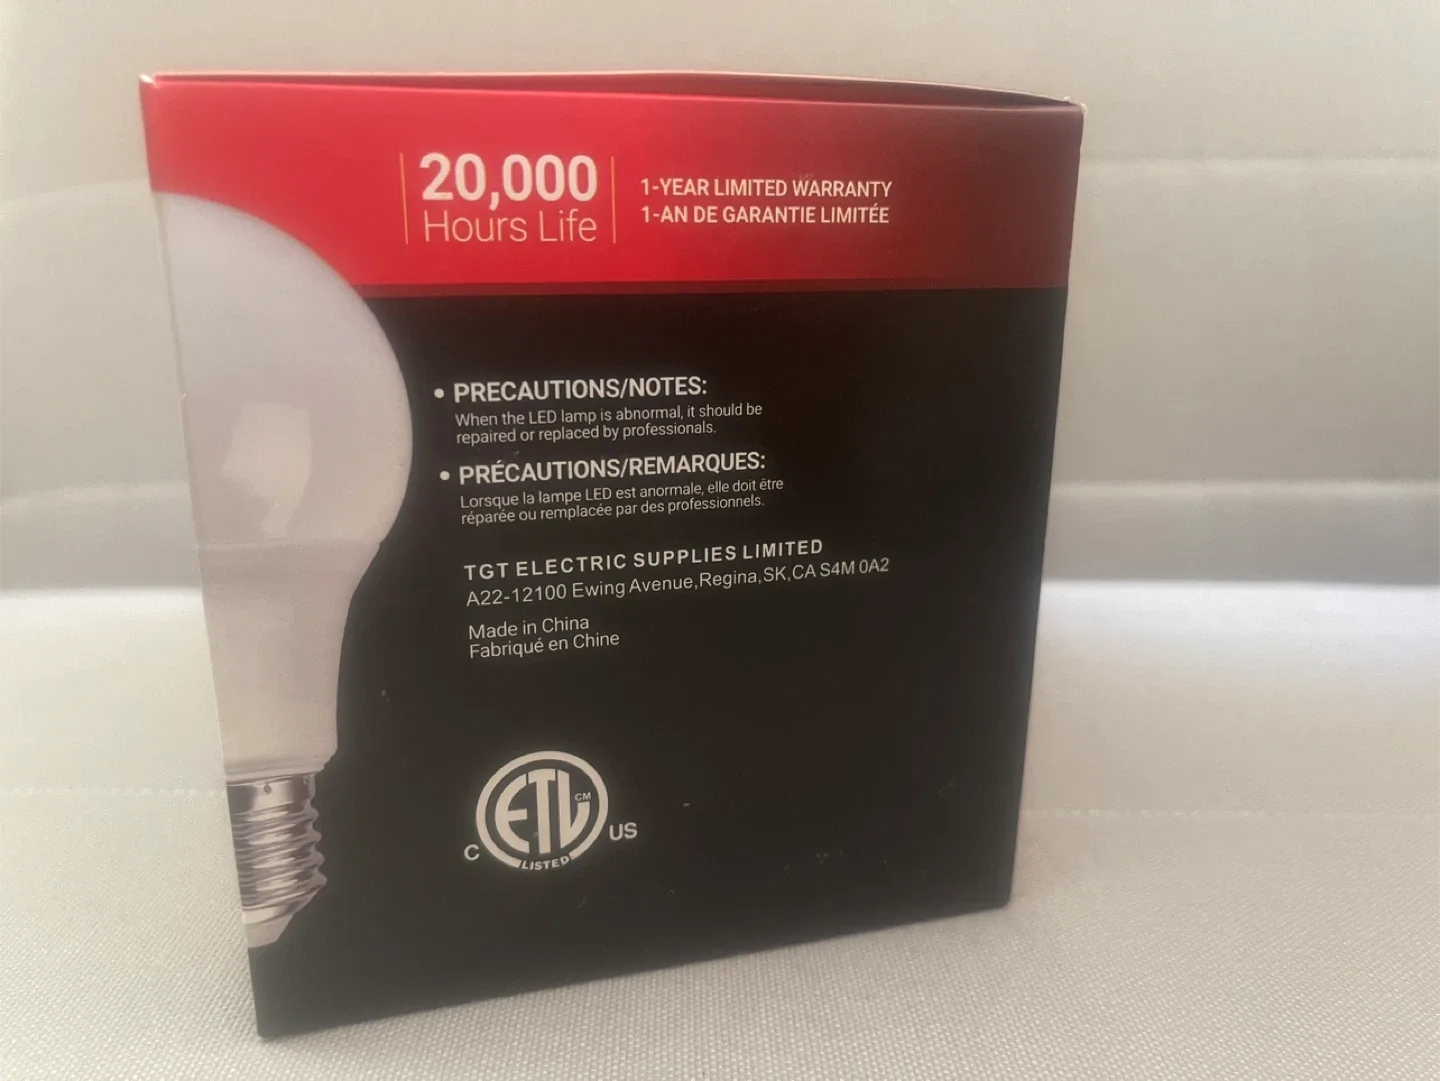 20,000
Hours Life
1-YEAR LIMITED WARRANTY
1-AN DE GARANTIE LIMITÉE
• PRECAUTIONS/NOTES:
When the LED lamp is abnormal, it should be
repaired or replaced by professionals.
• PRÉCAUTIONS/REMARQUES:
Lorsque la lampe LED est anormale, elle doit être
réparée ou remplacée par des professionnels.
TGT ELECTRIC SUPPLIES LIMITED
A22-12100 Ewing Avenue,Regina,SK,CA S4M 0A2
Made in China
Fabriqué en Chine
ETL CM
C LISTED US